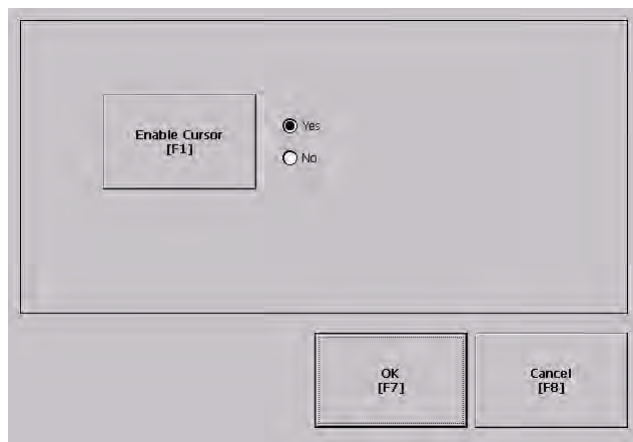 Enable Cursor
[F1]
Yes
No
OK
[F7]
Cancel
[F8]